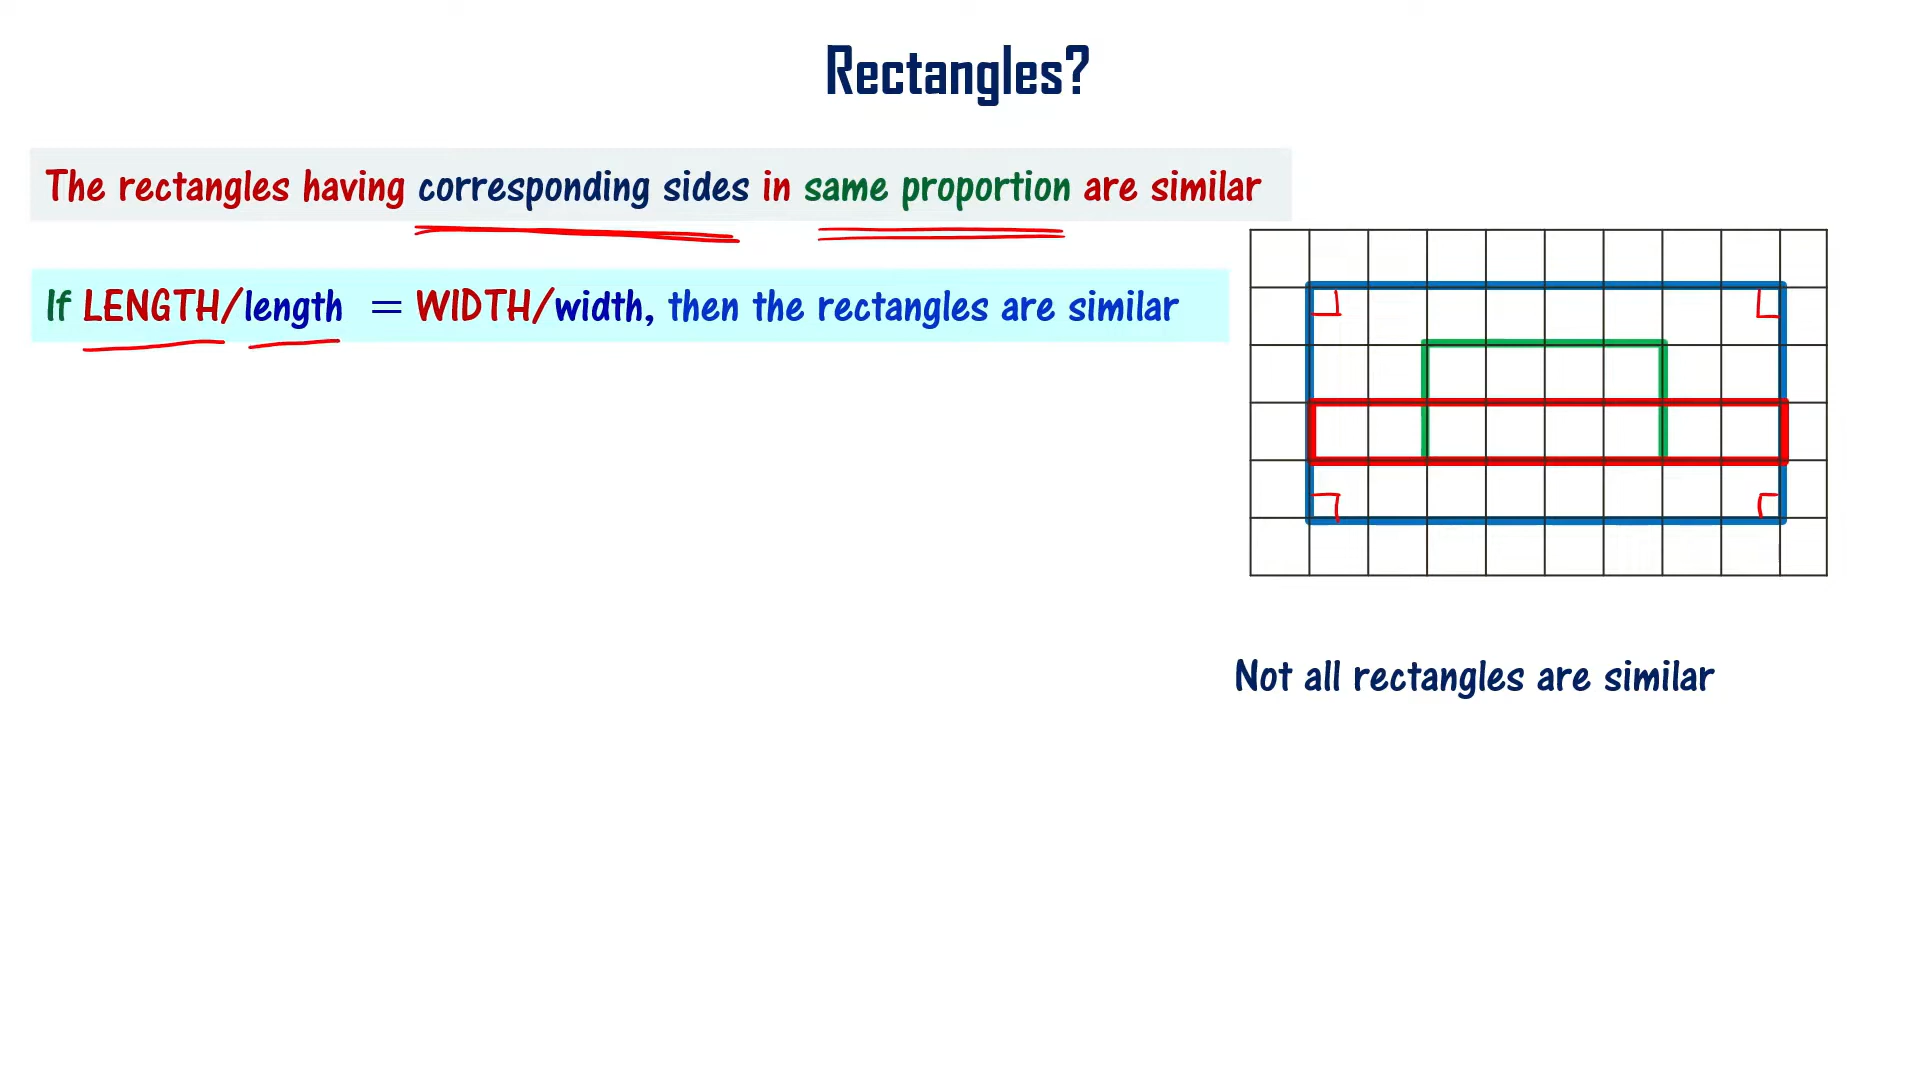 Rectangles?
The rectangles having corresponding sides in same proportion are similar
If LENGTH/length = WIDTH/width, then the rectangles are similar
Not all rectangles are similar